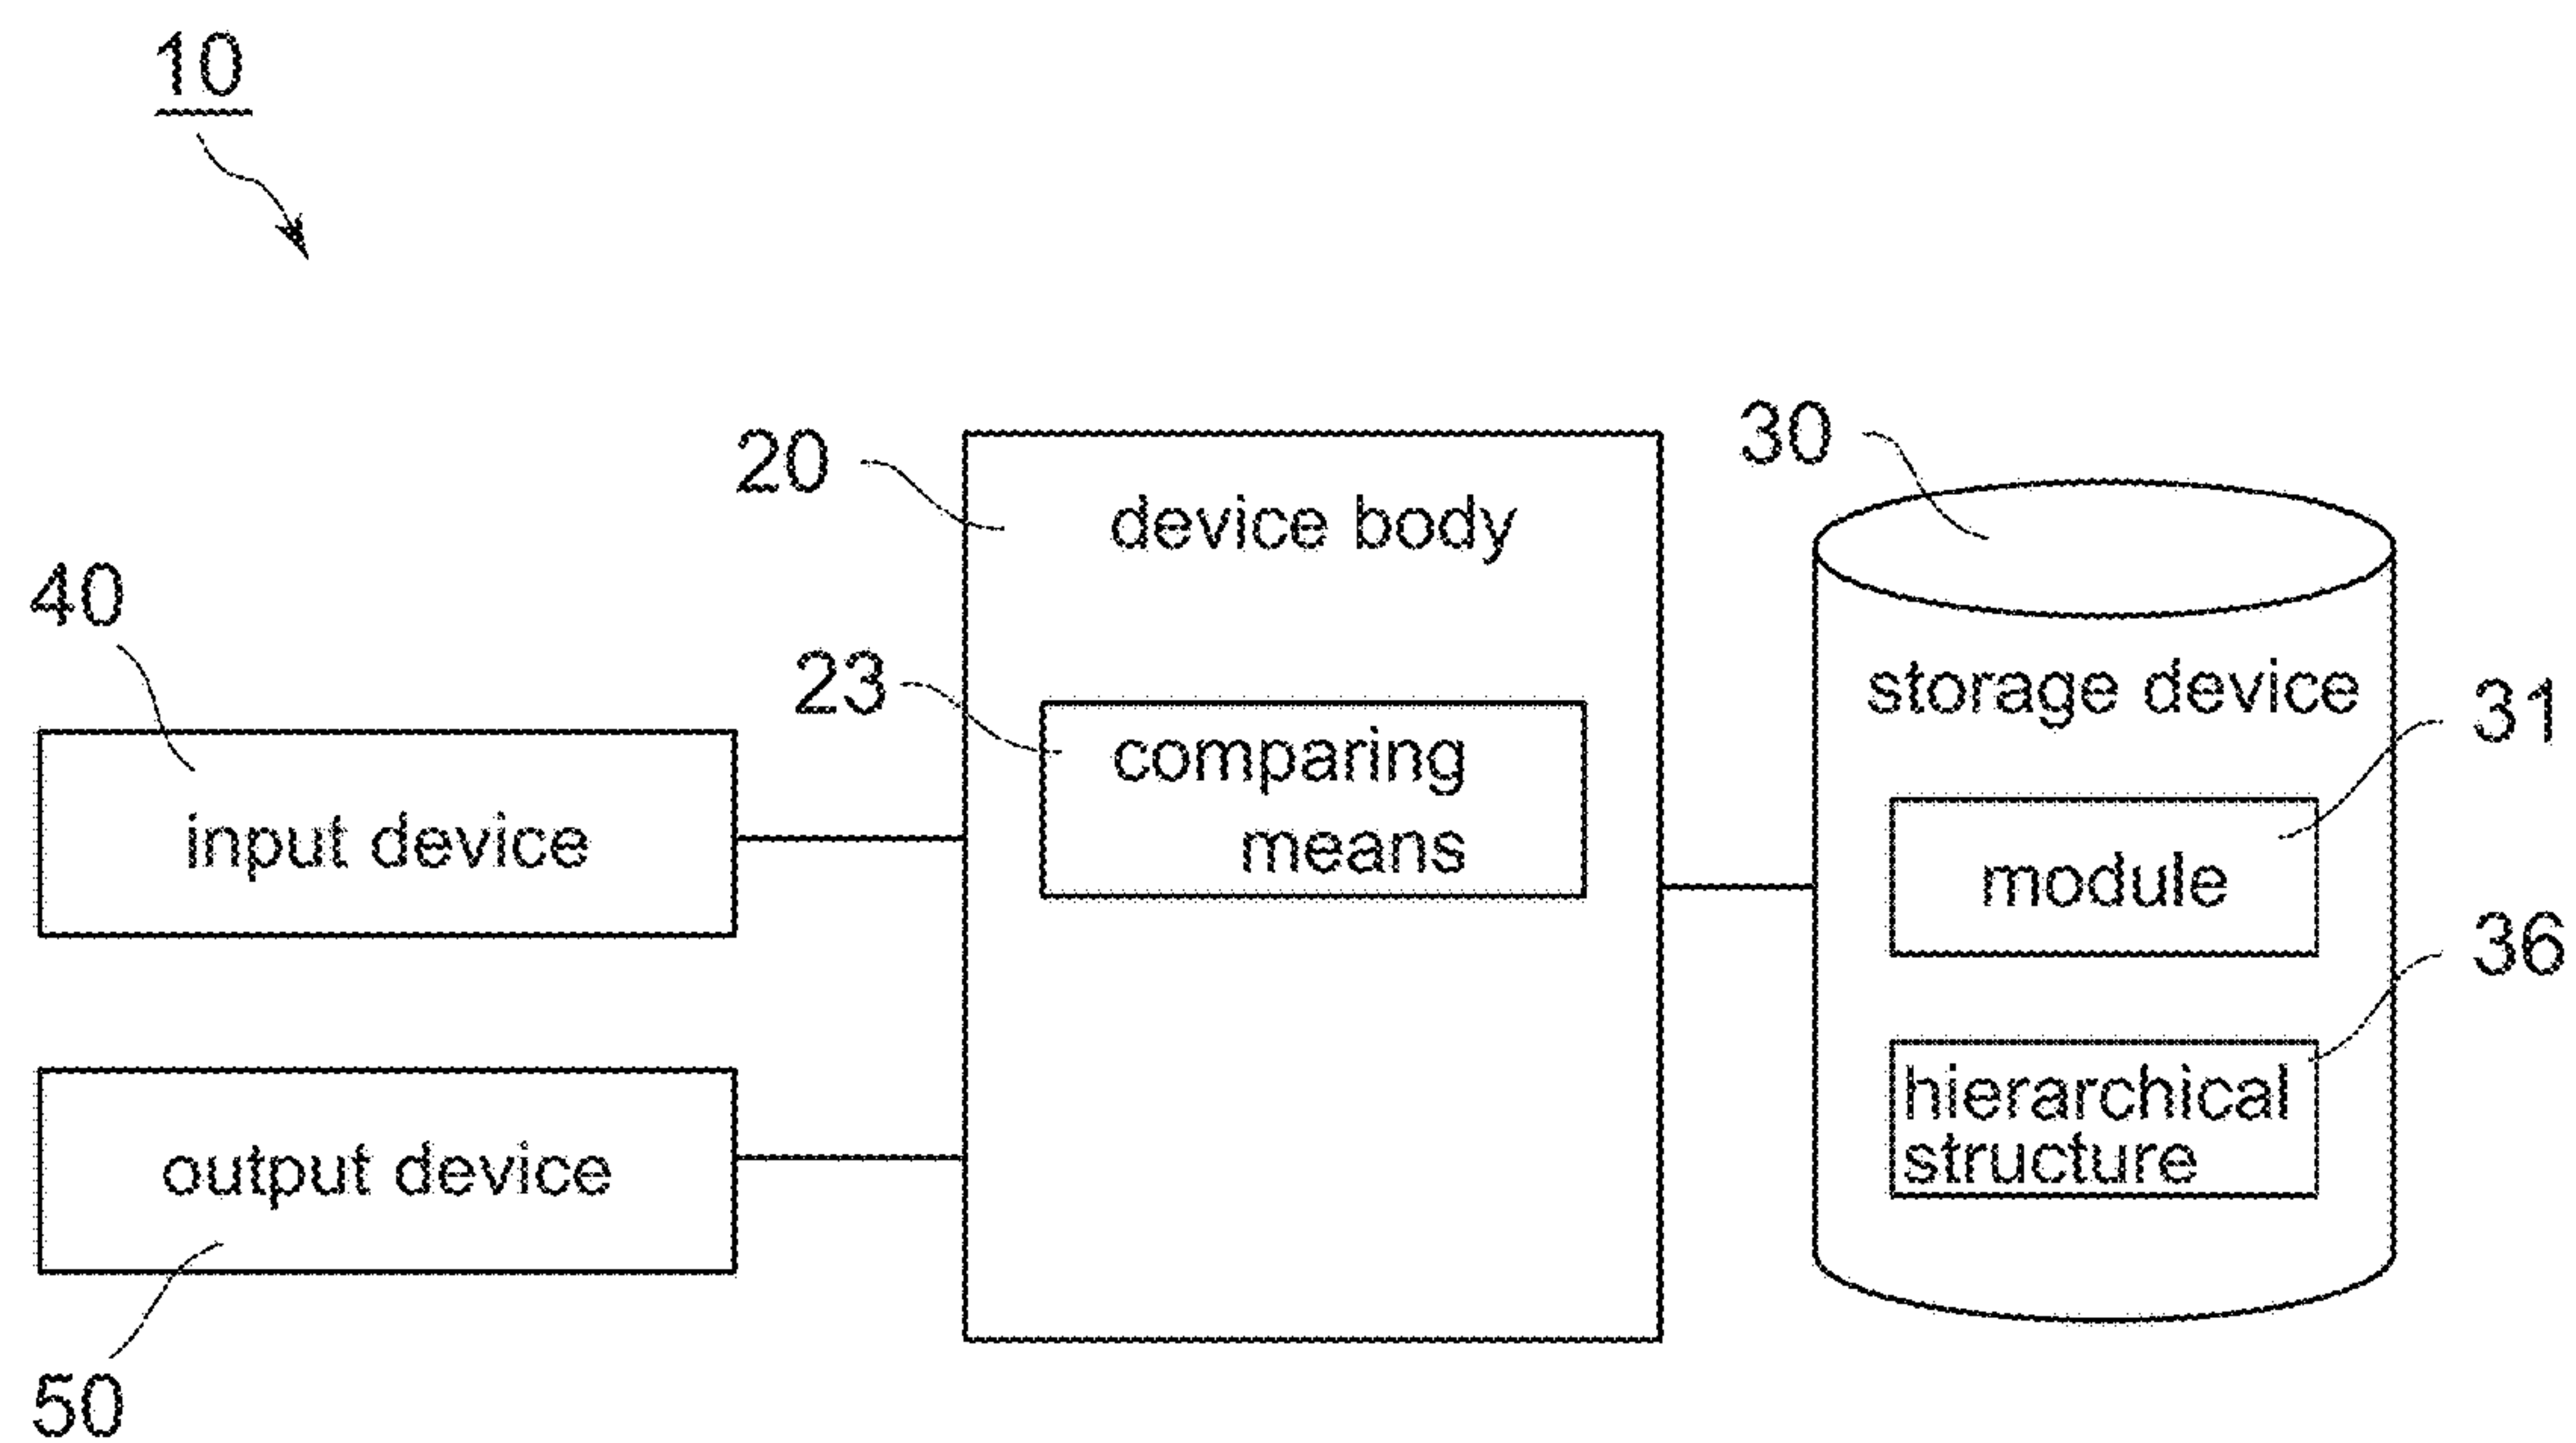 10
20
device body
30
40
23
comparing
means
storage device
31
input device
module
36
hierarchical
structure
output device
50